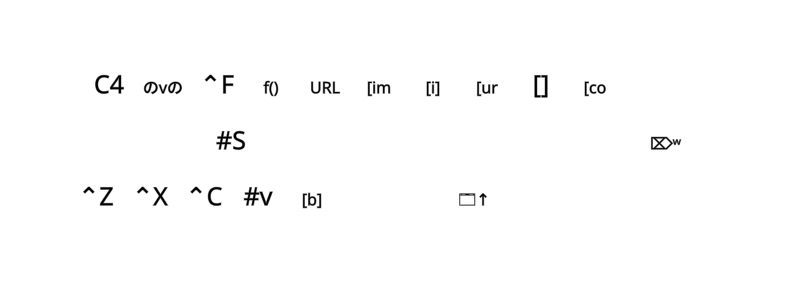 C4 のvの ^F f() URL [im [i] [ur [] [co
#S ⌦w
^Z ^X ^C #v [b] 🗔↑